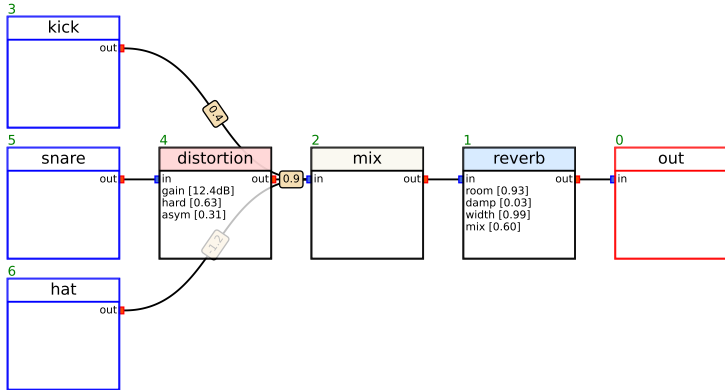 3
kick
out
0.4
5
snare
out
4
distortion
in out
gain [12.4dB]
hard [0.63]
asym [0.31]
-1.2
0.9
2
mix
in out
1
reverb
in out
room [0.93]
damp [0.03]
width [0.99]
mix [0.60]
0
out
in
6
hat
out